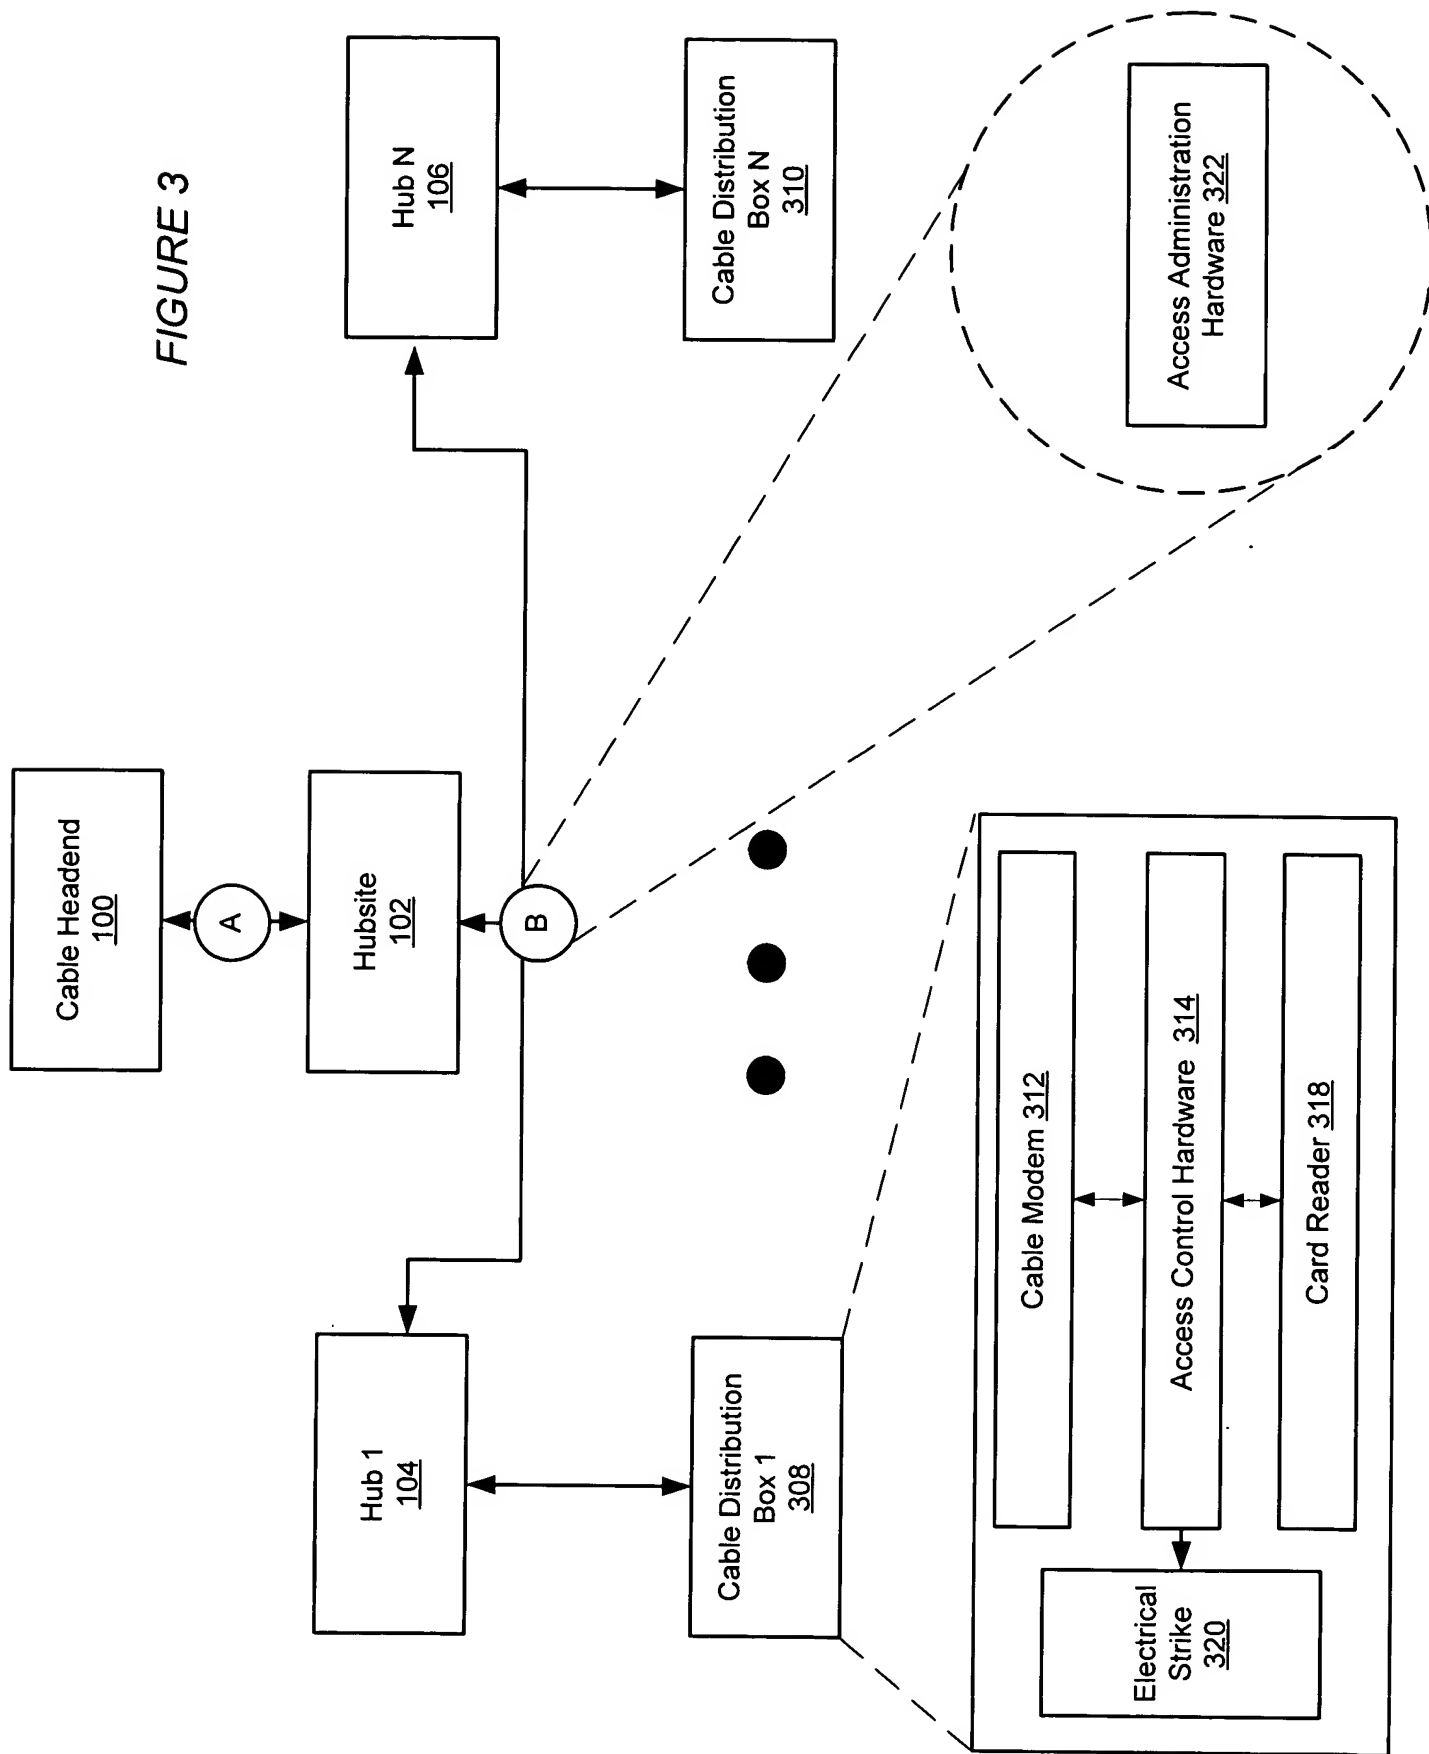 FIGURE 3
Cable Headend
100
A
Hubsite
102
B
Hub 1
104
Hub N
106
Cable Distribution
Box 1
308
Cable Distribution
Box N
310
Cable Modem 312
Access Control Hardware 314
Card Reader 318
Electrical
Strike
320
Access Administration
Hardware 322